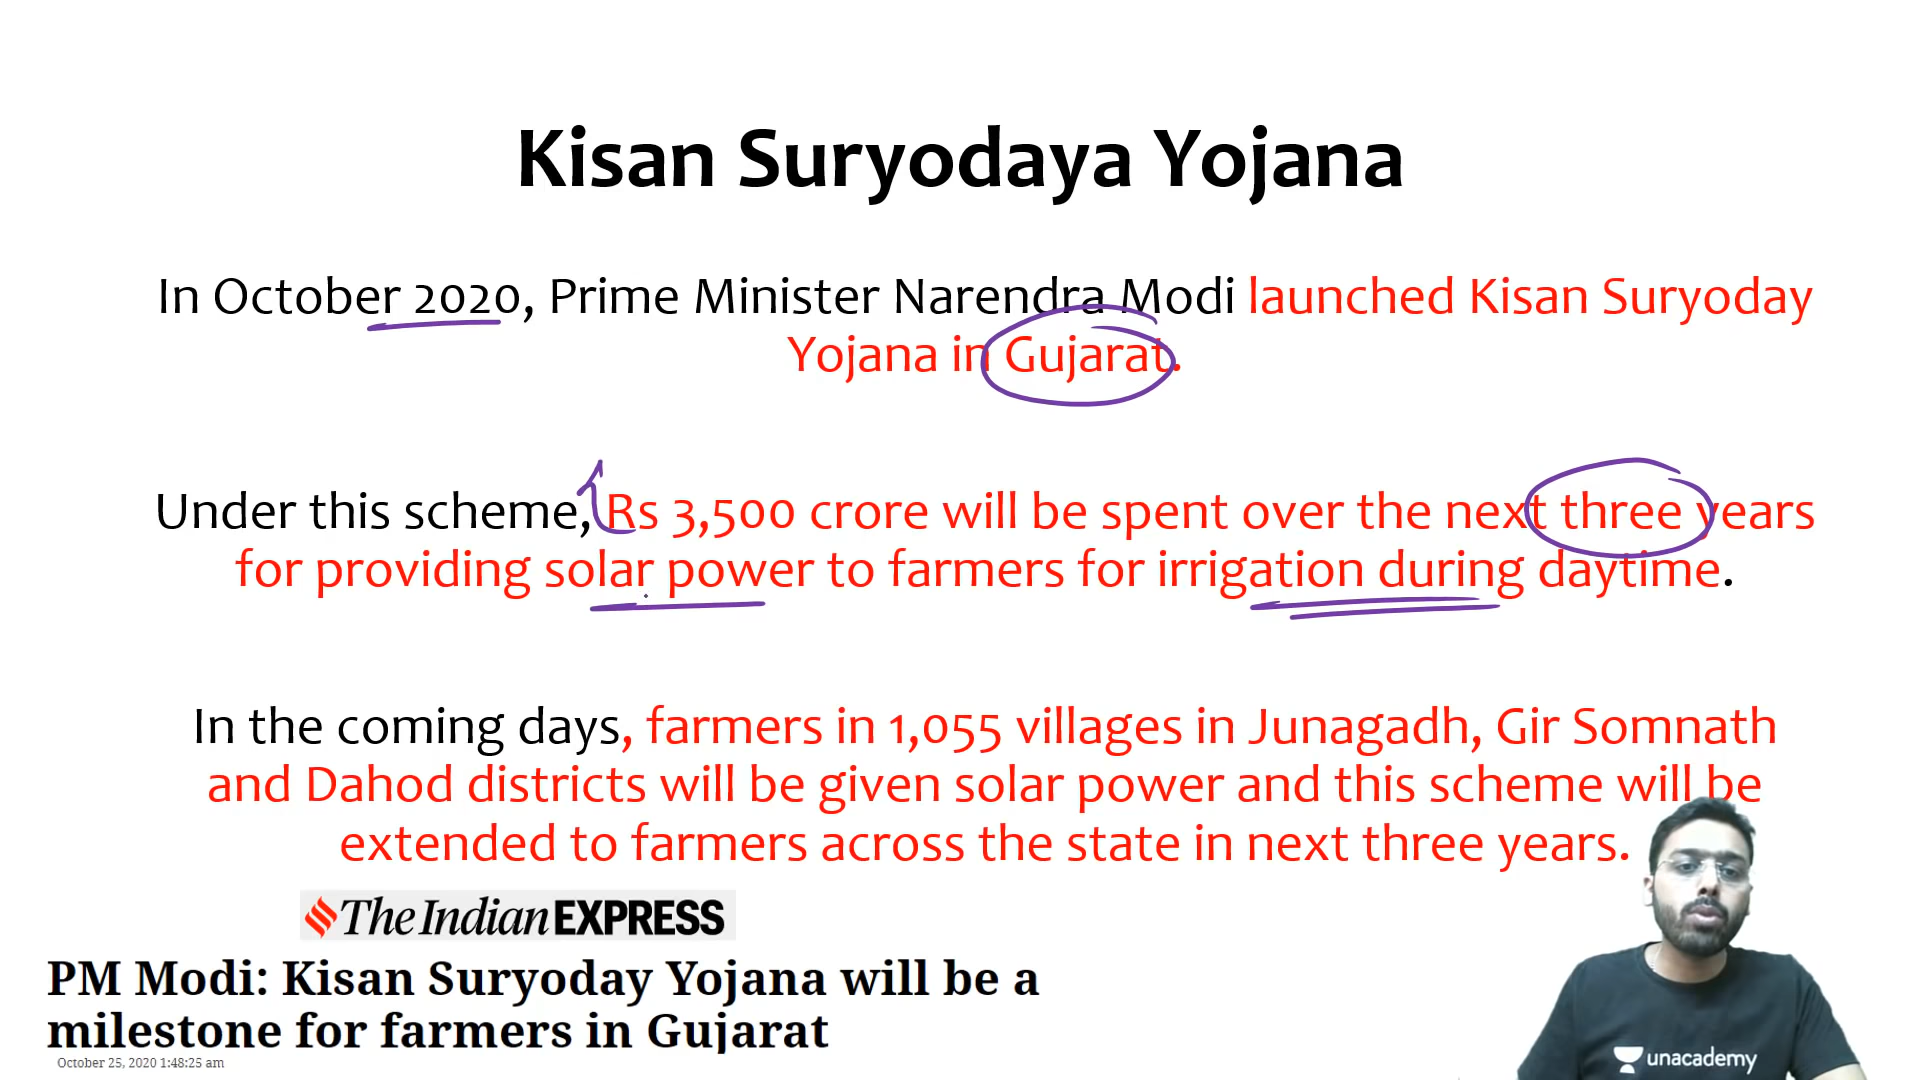 Kisan Suryodaya Yojana
In October 2020, Prime Minister Narendra Modi launched Kisan Suryoday
Yojana in Gujarat.
Under this scheme, Rs 3,500 crore will be spent over the next three years
for providing solar power to farmers for irrigation during daytime.
In the coming days, farmers in 1,055 villages in Junagadh, Gir Somnath
and Dahod districts will be given solar power and this scheme will be
extended to farmers across the state in next three years.
The Indian EXPRESS
PM Modi: Kisan Suryoday Yojana will be a
milestone for farmers in Gujarat
October 25, 2020 1:48:25 am
unacademy